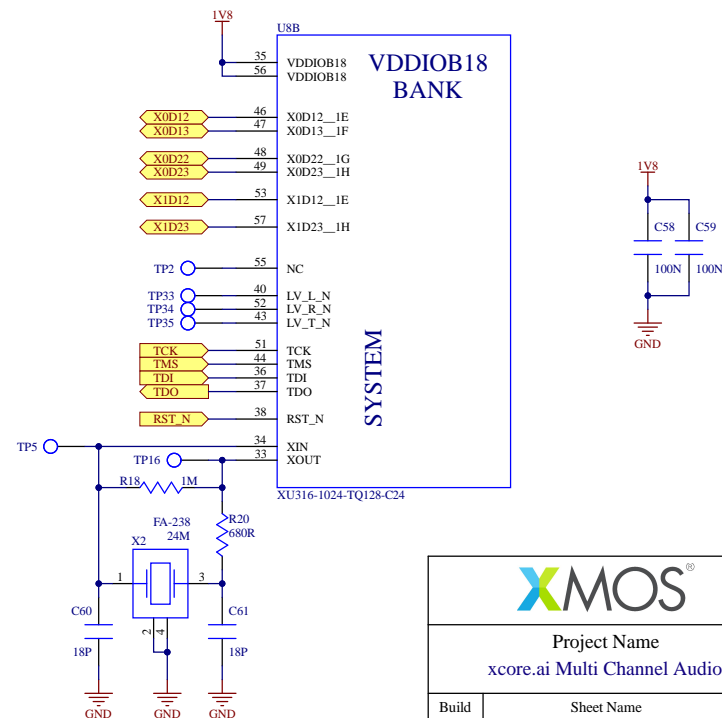 1V8
U8B
VDDIOB18
BANK
35 VDDIOB18
56 VDDIOB18
X0D12 46 X0D12__1E
X0D13 47 X0D13__1F
X0D22 48 X0D22__1G
X0D23 49 X0D23__1H
X1D12 53 X1D12__1E
X1D23 57 X1D23__1H
TP2 55 NC
TP33 40 LV_L_N
TP34 52 LV_R_N
TP35 43 LV_T_N
TCK 51 TCK
TMS 44 TMS
TDI 36 TDI
TDO 37 TDO
RST_N 38 RST_N
TP5 34 XIN
TP16 33 XOUT
SYSTEM
XU316-1024-TQ128-C24
R18 1M
R20
680R
FA-238
24M
X2
1 3
2 4
C60
18P
C61
18P
GND GND GND
1V8
C58 C59
100N 100N
GND
XMOS®
Project Name
xcore.ai Multi Channel Audio
Build Sheet Name